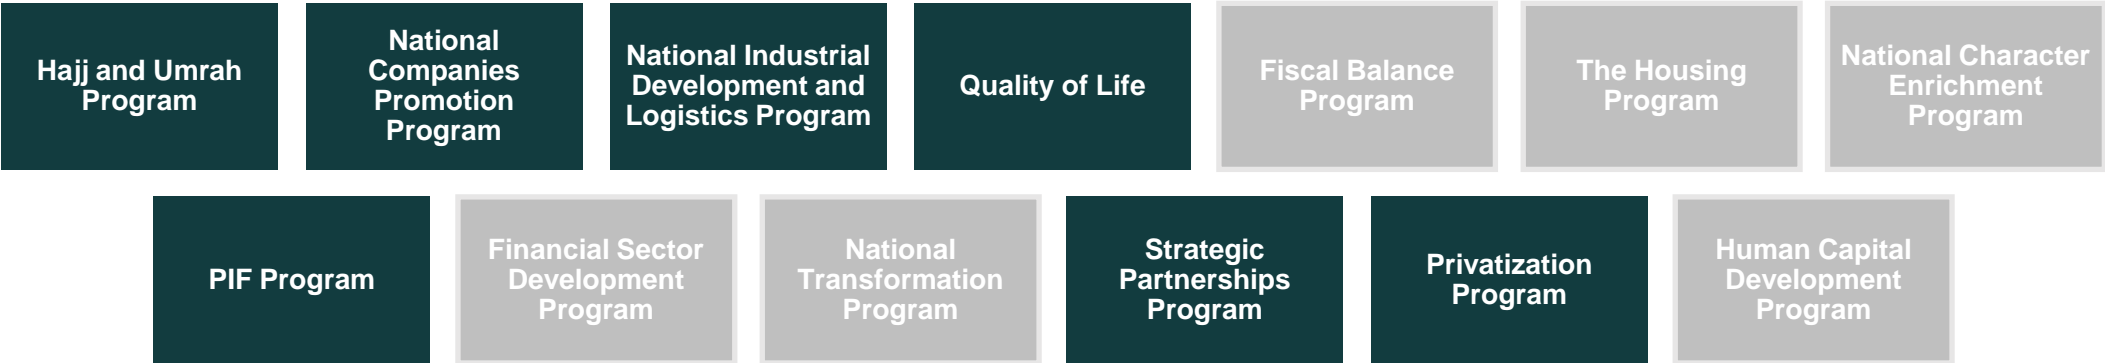 Hajj and Umrah
Program
National
Companies
Promotion
Program
National Industrial
Development and
Logistics Program
Quality of Life
Fiscal Balance
Program
The Housing
Program
National Character
Enrichment
Program
PIF Program
Financial Sector
Development
Program
National
Transformation
Program
Strategic
Partnerships
Program
Privatization
Program
Human Capital
Development
Program